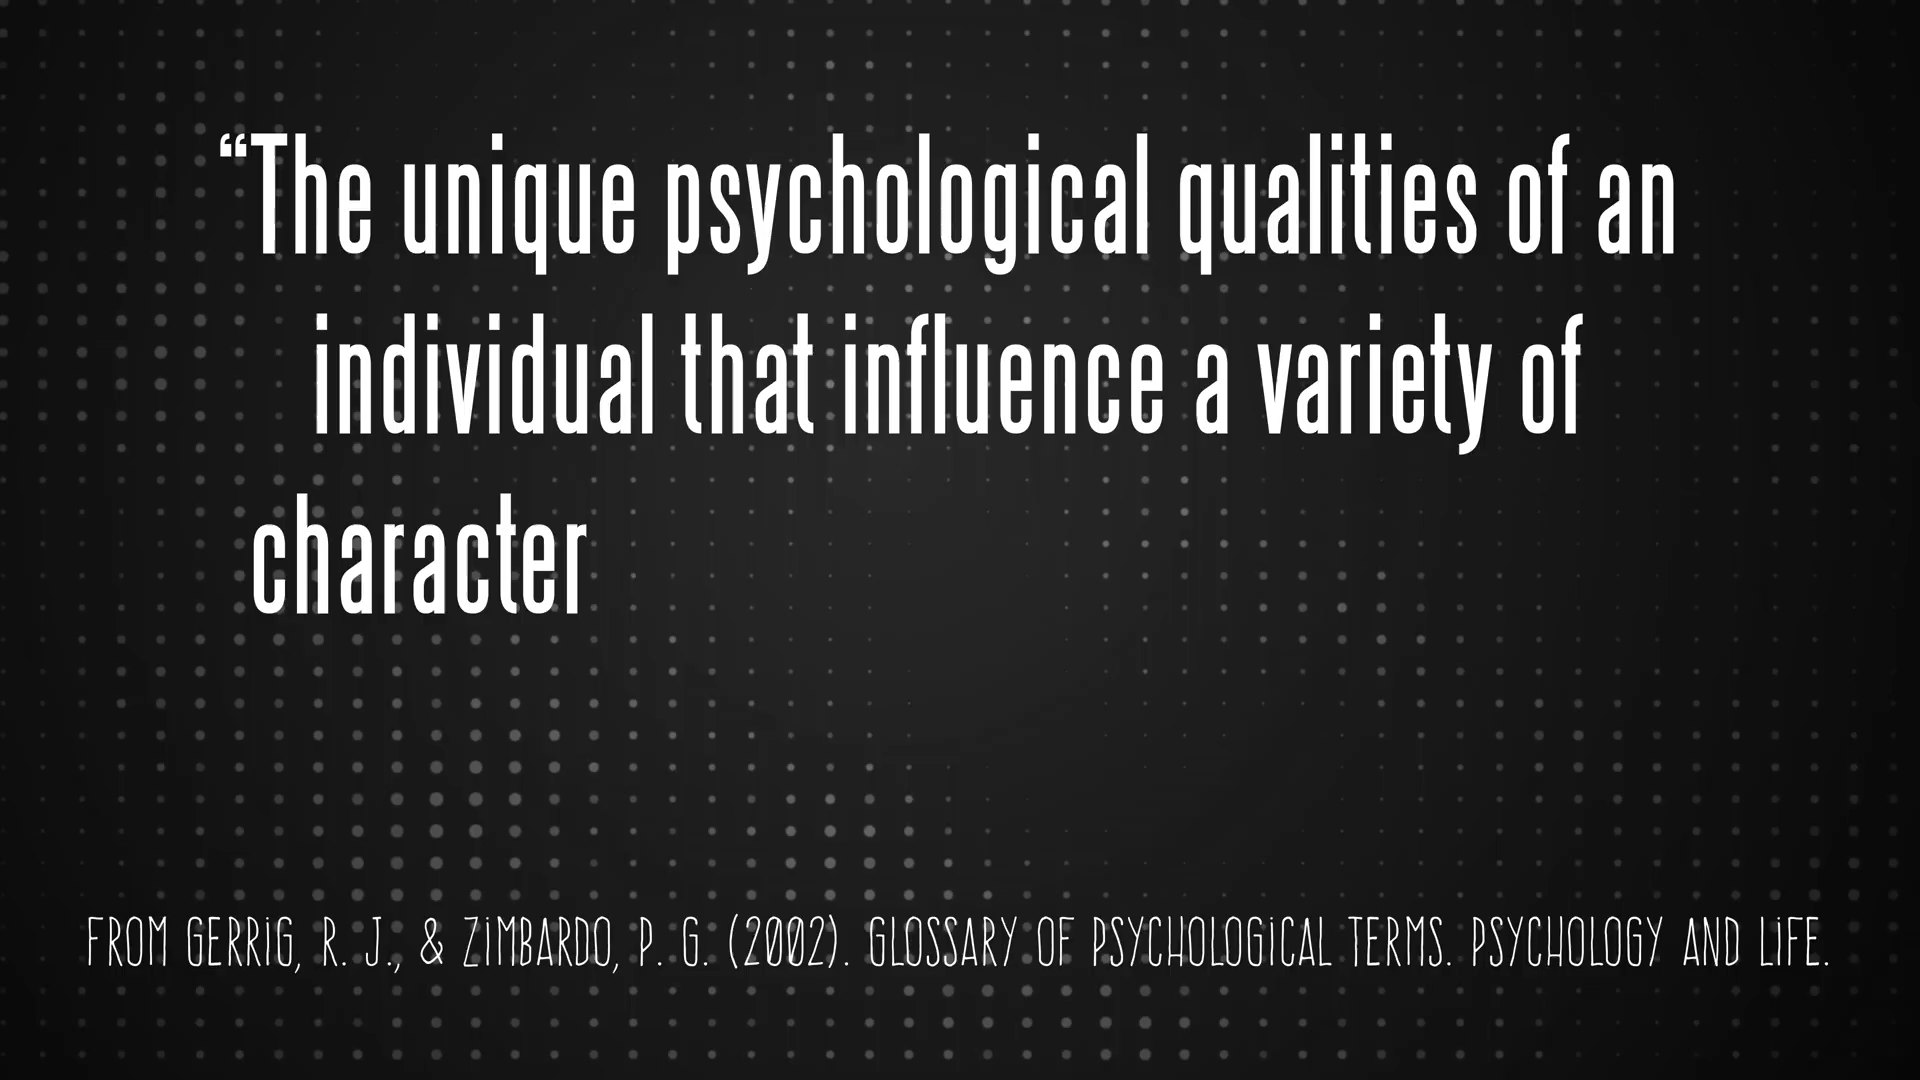 “The unique psychological qualities of an
individual that influence a variety of
character
FROM GERRIG, R. J., & ZIMBARDO, P. G. (2002). GLOSSARY OF PSYCHOLOGICAL TERMS. PSYCHOLOGY AND LIFE.